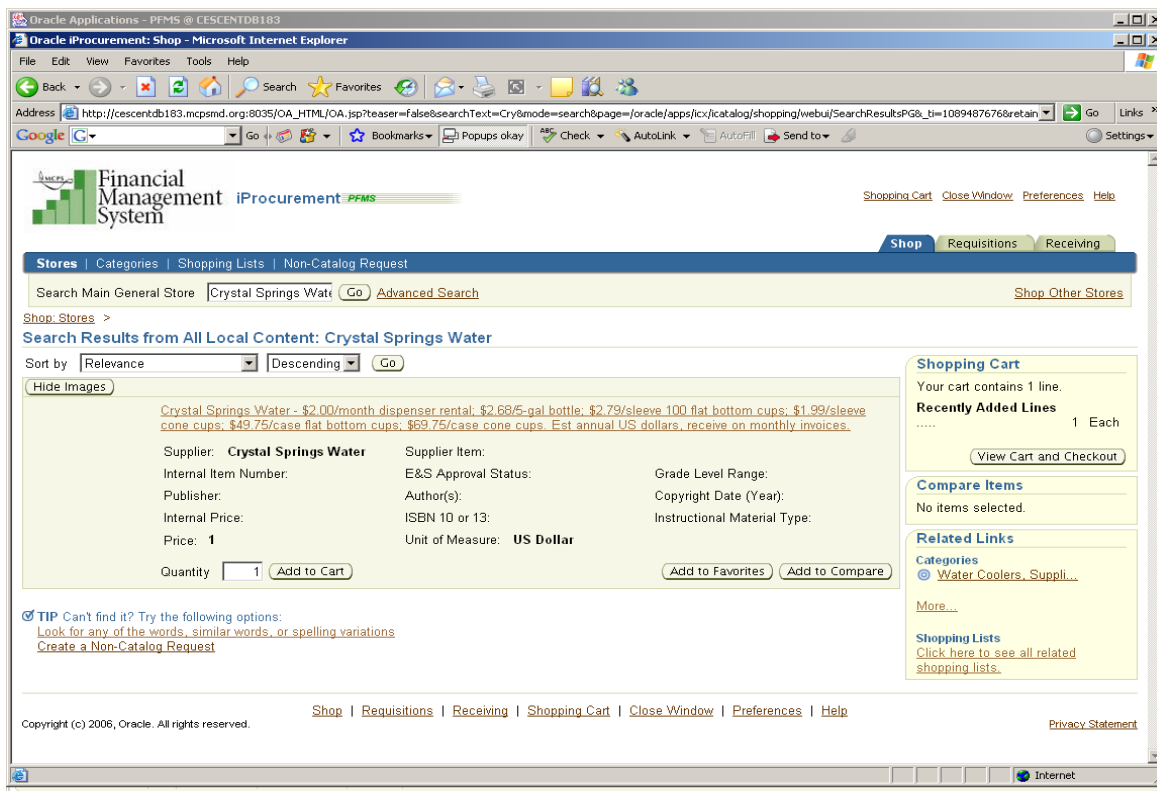 Oracle Applications - PFMS @ CESCENTDB183
Oracle iProcurement: Shop - Microsoft Internet Explorer
File Edit View Favorites Tools Help
Back Search Favorites
Address http://cescentdb183.mcpsmd.org:8035/OA_HTML/OA.jsp?teaser=false&searchText=Cry&mode=search&page=/oracle/apps/icx/icatalog/shopping/webui/SearchResultsPG&_ti=1089487676&retain Go Links »
Google G Go Bookmarks Popups okay Check AutoLink AutoFill Send to Settings
MCPS Financial
Management
System
iProcurement PFMS
Shopping Cart Close Window Preferences Help
Shop Requisitions Receiving
Stores | Categories | Shopping Lists | Non-Catalog Request
Search Main General Store Crystal Springs Wate Go Advanced Search Shop Other Stores
Shop: Stores >
Search Results from All Local Content: Crystal Springs Water
Sort by Relevance Descending Go
Hide Images
Crystal Springs Water - $2.00/month dispenser rental; $2.68/5-gal bottle; $2.79/sleeve 100 flat bottom cups; $1.99/sleeve
cone cups; $49.75/case flat bottom cups; $69.75/case cone cups. Est annual US dollars, receive on monthly invoices.
Supplier: Crystal Springs Water Supplier Item:
Internal Item Number: E&S Approval Status: Grade Level Range:
Publisher: Author(s): Copyright Date (Year):
Internal Price: ISBN 10 or 13: Instructional Material Type:
Price: 1 Unit of Measure: US Dollar
Quantity 1 Add to Cart Add to Favorites Add to Compare
Shopping Cart
Your cart contains 1 line.
Recently Added Lines
..... 1 Each
View Cart and Checkout
Compare Items
No items selected.
Related Links
Categories
Water Coolers, Suppli...
More...
Shopping Lists
Click here to see all related
shopping lists.
TIP Can't find it? Try the following options:
Look for any of the words, similar words, or spelling variations
Create a Non-Catalog Request
Shop | Requisitions | Receiving | Shopping Cart | Close Window | Preferences | Help
Copyright (c) 2006, Oracle. All rights reserved.
Privacy Statement
Internet